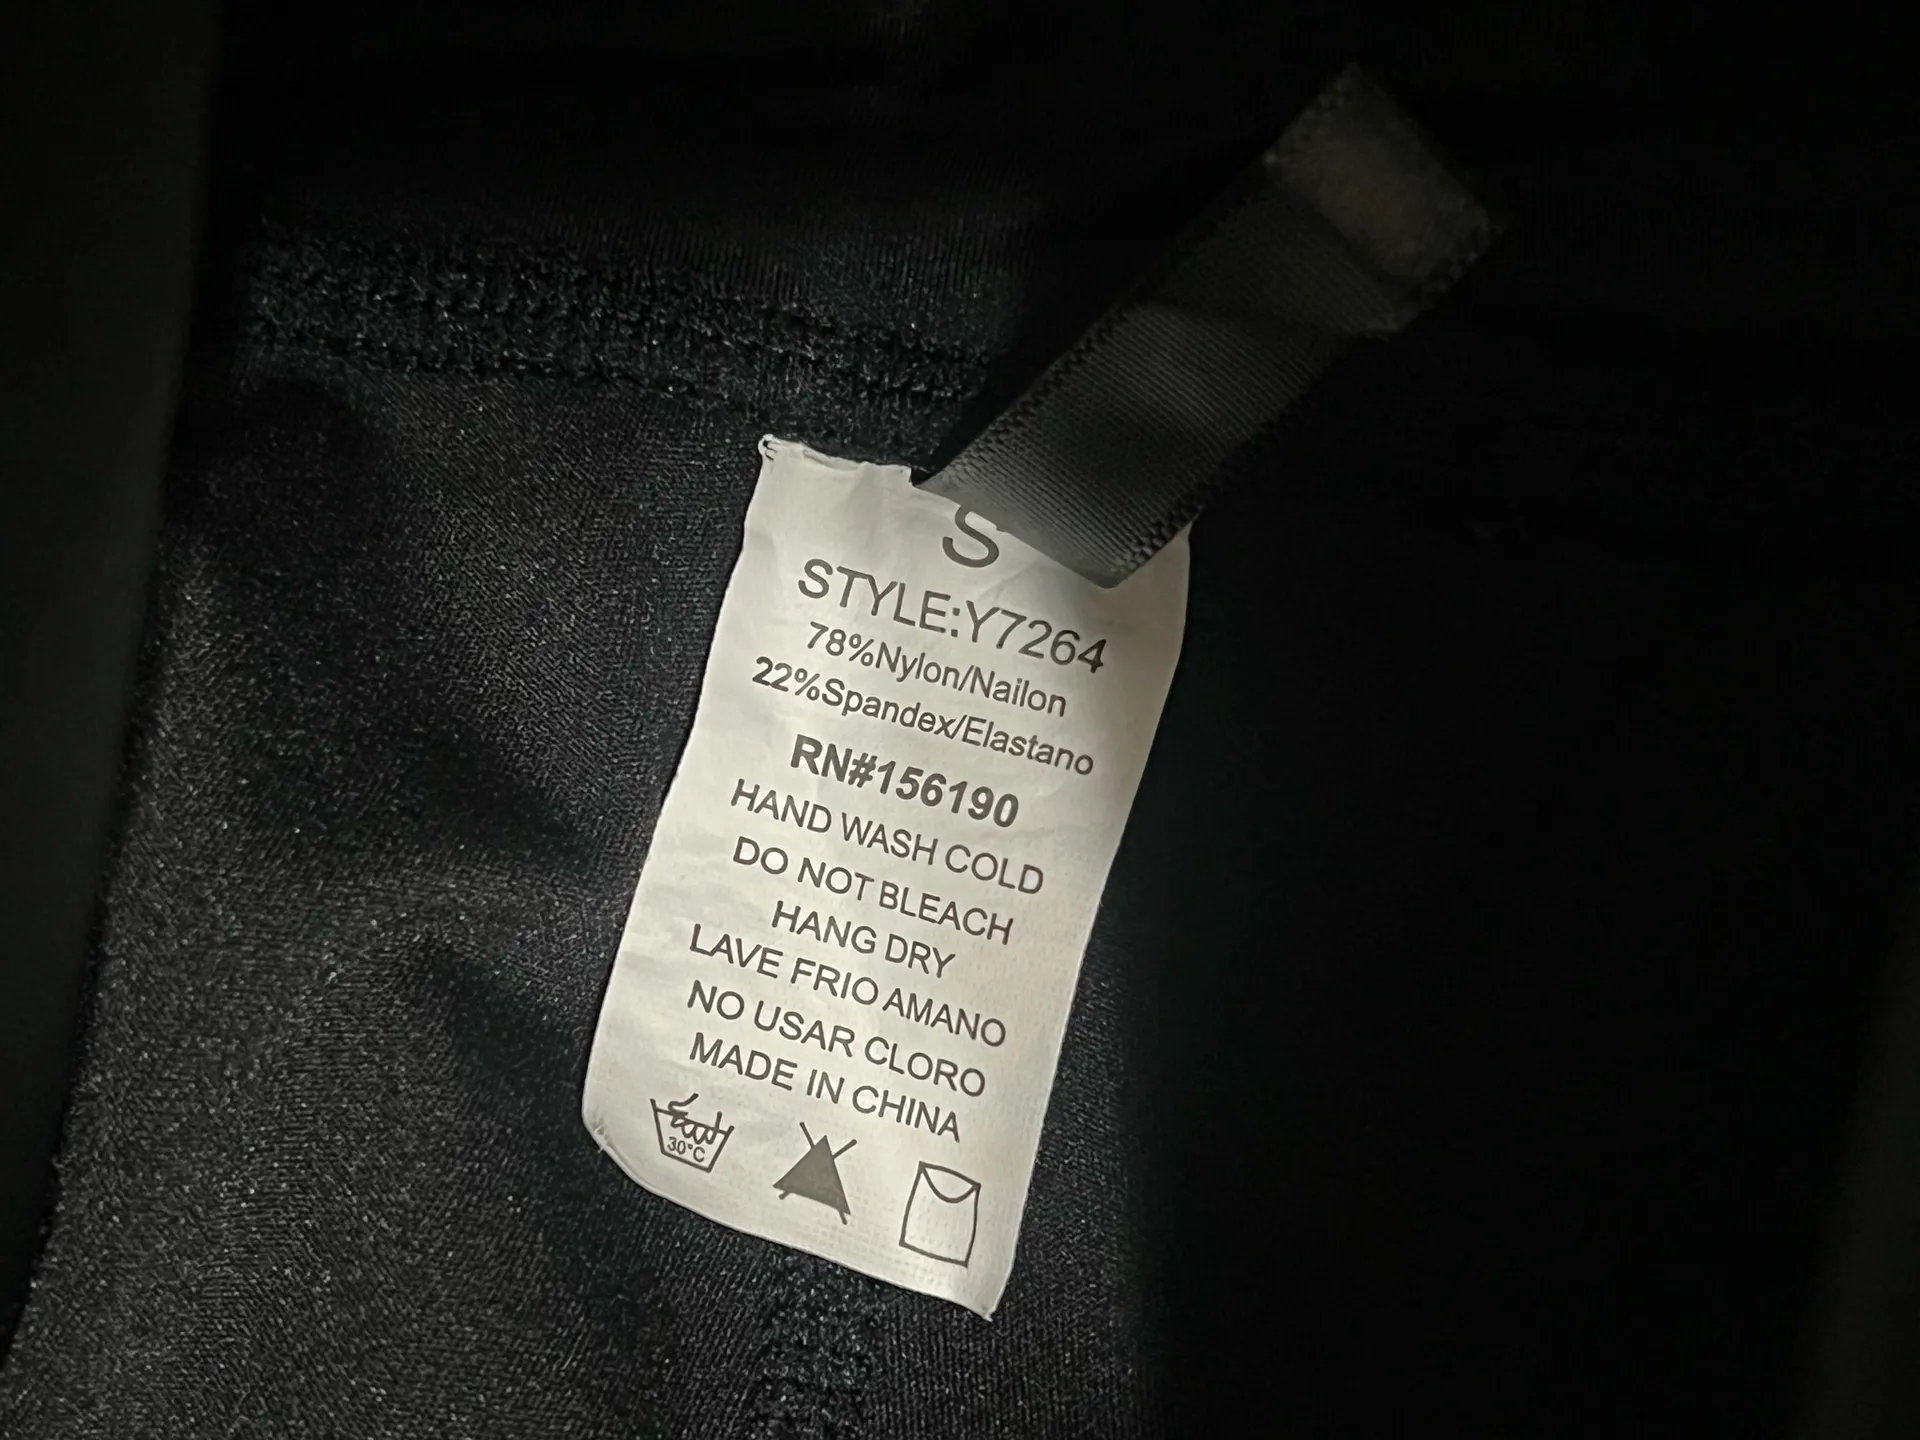 S
STYLE:Y7264
78%Nylon/Nailon
22%Spandex/Elastano
RN#156190
HAND WASH COLD
DO NOT BLEACH
HANG DRY
LAVE FRIO AMANO
NO USAR CLORO
MADE IN CHINA
30°C